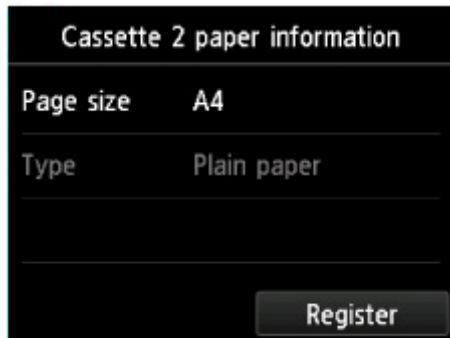 Cassette 2 paper information
Page size A4
Type Plain paper
Register